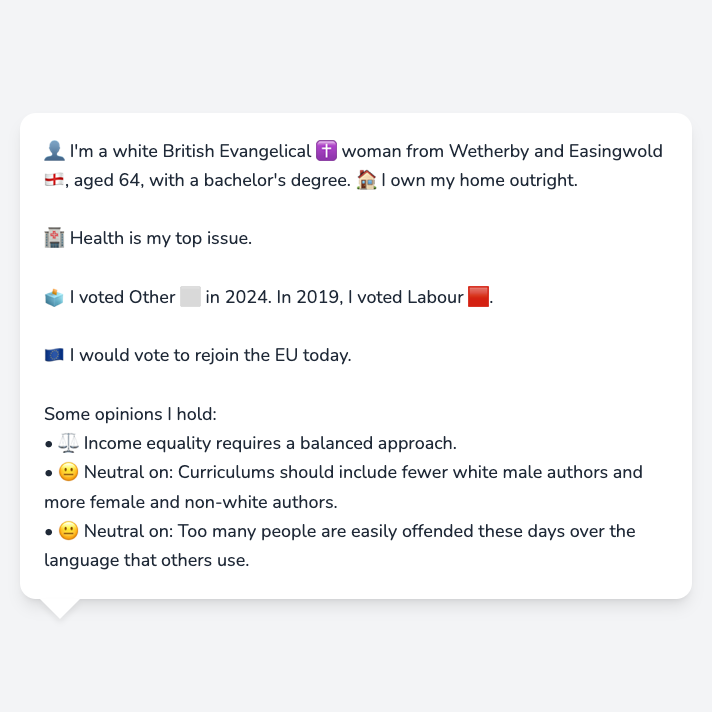 👤 I'm a white British Evangelical ✝️ woman from Wetherby and Easingwold
🏴󠁧󠁢󠁥󠁮󠁧󠁿, aged 64, with a bachelor's degree. 🏠 I own my home outright.
🏥 Health is my top issue.
🗳️ I voted Other ⬜ in 2024. In 2019, I voted Labour 🟥.
🇪🇺 I would vote to rejoin the EU today.
Some opinions I hold:
• ⚖️ Income equality requires a balanced approach.
• 😐 Neutral on: Curriculums should include fewer white male authors and
more female and non-white authors.
• 😐 Neutral on: Too many people are easily offended these days over the
language that others use.